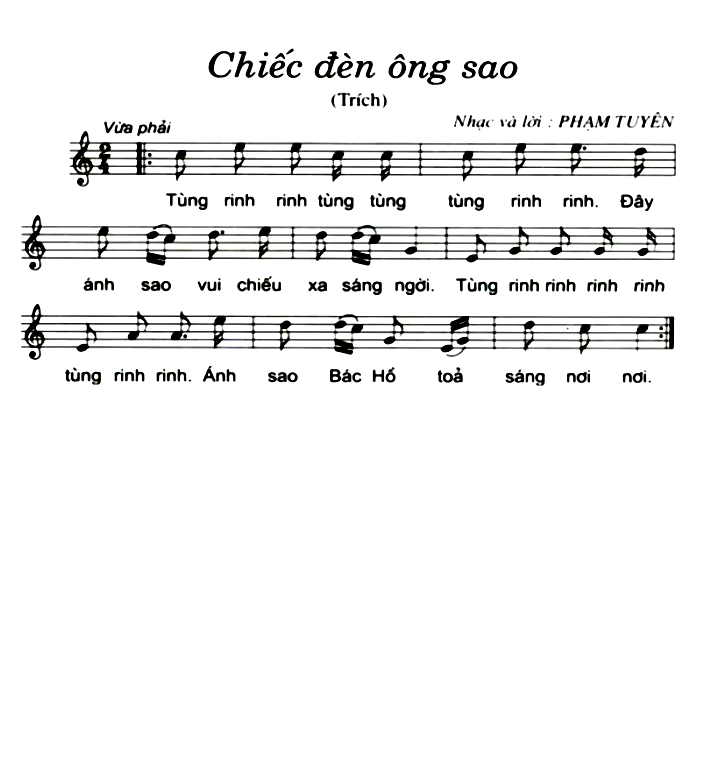 Chiếc đèn ông sao
(Trích)
Vừa phải
Nhạc và lời : PHẠM TUYÊN
2
4
Tùng rinh rinh tùng tùng tùng rinh rinh. Đây
ánh sao vui chiếu xa sáng ngời. Tùng rinh rinh rinh rinh
tùng rinh rinh. Ánh sao Bác Hồ toả sáng nơi nơi.